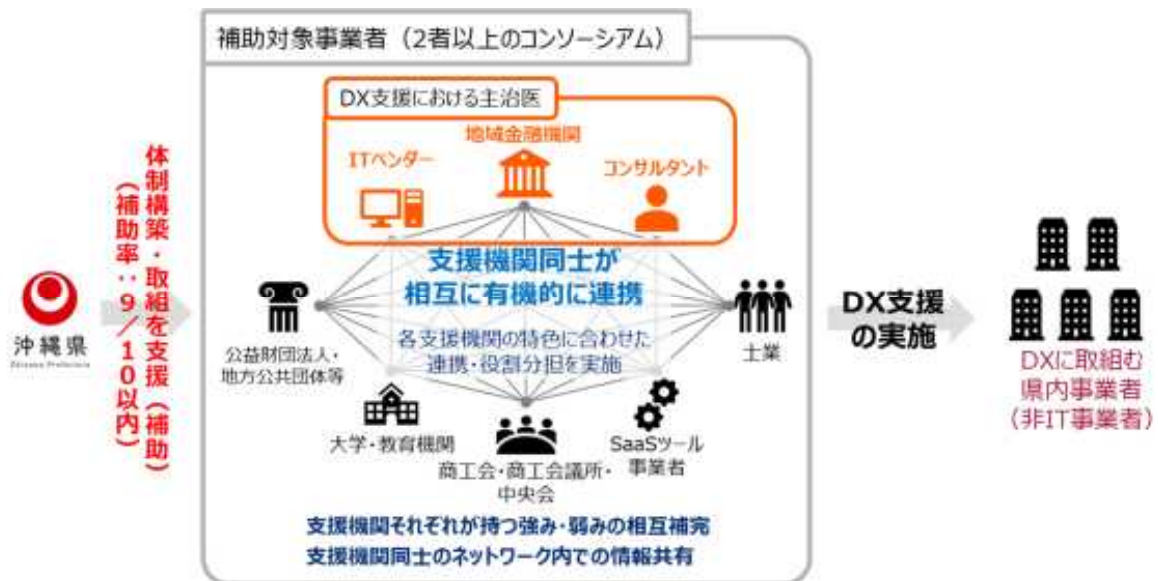 補助対象事業者(2者以上のコンソーシアム)
DX支援における主治医
地域金融機関
ITベンダー
コンサルタント
体制構築・取組を支援(補助)
(補助率:9/10以内)
沖縄県
Okinawa Prefecture
支援機関同士が
相互に有機的に連携
各支援機関の特色に合わせた
連携・役割分担を実施
公益財団法人・
地方公共団体等
士業
大学・教育機関
商工会・商工会議所・
中央会
SaaSツール
事業者
支援機関それぞれが持つ強み・弱みの相互補完
支援機関同士のネットワーク内での情報共有
DX支援
の実施
DXに取組む
県内事業者
(非IT事業者)